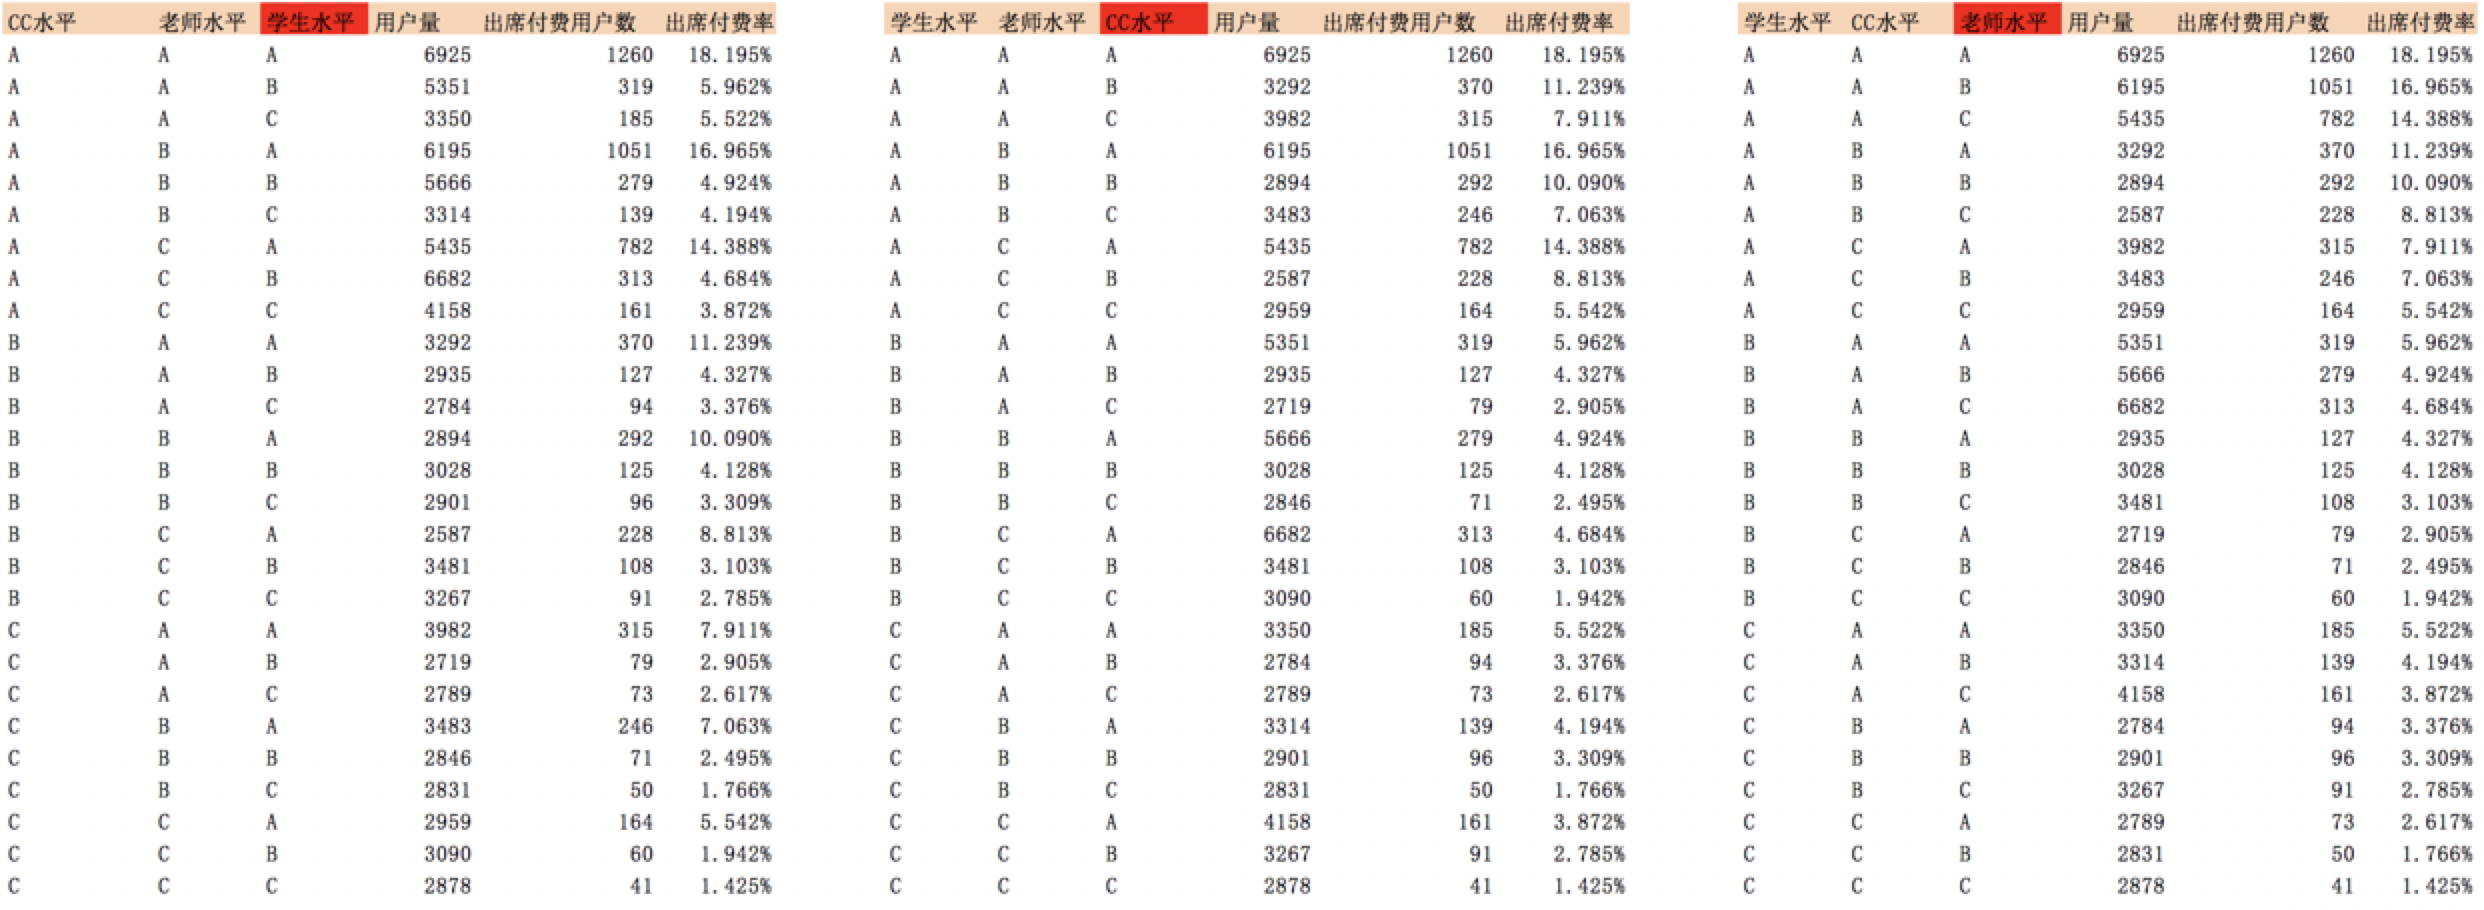 CC水平 老师水平 学生水平 用户量 出席付费用户数 出席付费率 学生水平 老师水平 CC水平 用户量 出席付费用户数 出席付费率 学生水平 CC水平 老师水平 用户量 出席付费用户数 出席付费率
A A A 6925 1260 18.195% A A A 6925 1260 18.195% A A A 6925 1260 18.195%
A A B 5351 319 5.962% A A B 3292 370 11.239% A A B 6195 1051 16.965%
A A C 3350 185 5.522% A A C 3982 315 7.911% A A C 5435 782 14.388%
A B A 6195 1051 16.965% A B A 6195 1051 16.965% A B A 3292 370 11.239%
A B B 5666 279 4.924% A B B 2894 292 10.090% A B B 2894 292 10.090%
A B C 3314 139 4.194% A B C 3483 246 7.063% A B C 2587 228 8.813%
A C A 5435 782 14.388% A C A 5435 782 14.388% A C A 3982 315 7.911%
A C B 6682 313 4.684% A C B 2587 228 8.813% A C B 3483 246 7.063%
A C C 4158 161 3.872% A C C 2959 164 5.542% A C C 2959 164 5.542%
B A A 3292 370 11.239% B A A 5351 319 5.962% B A A 5351 319 5.962%
B A B 2935 127 4.327% B A B 2935 127 4.327% B A B 5666 279 4.924%
B A C 2784 94 3.376% B A C 2719 79 2.905% B A C 6682 313 4.684%
B B A 2894 292 10.090% B B A 5666 279 4.924% B B A 2935 127 4.327%
B B B 3028 125 4.128% B B B 3028 125 4.128% B B B 3028 125 4.128%
B B C 2901 96 3.309% B B C 2846 71 2.495% B B C 3481 108 3.103%
B C A 2587 228 8.813% B C A 6682 313 4.684% B C A 2719 79 2.905%
B C B 3481 108 3.103% B C B 3481 108 3.103% B C B 2846 71 2.495%
B C C 3267 91 2.785% B C C 3090 60 1.942% B C C 3090 60 1.942%
C A A 3982 315 7.911% C A A 3350 185 5.522% C A A 3350 185 5.522%
C A B 2719 79 2.905% C A B 2784 94 3.376% C A B 3314 139 4.194%
C A C 2789 73 2.617% C A C 2789 73 2.617% C A C 4158 161 3.872%
C B A 3483 246 7.063% C B A 3314 139 4.194% C B A 2784 94 3.376%
C B B 2846 71 2.495% C B B 2901 96 3.309% C B B 2901 96 3.309%
C B C 2831 50 1.766% C B C 2831 50 1.766% C B C 3267 91 2.785%
C C A 2959 164 5.542% C C A 4158 161 3.872% C C A 2789 73 2.617%
C C B 3090 60 1.942% C C B 3267 91 2.785% C C B 2831 50 1.766%
C C C 2878 41 1.425% C C C 2878 41 1.425% C C C 2878 41 1.425%